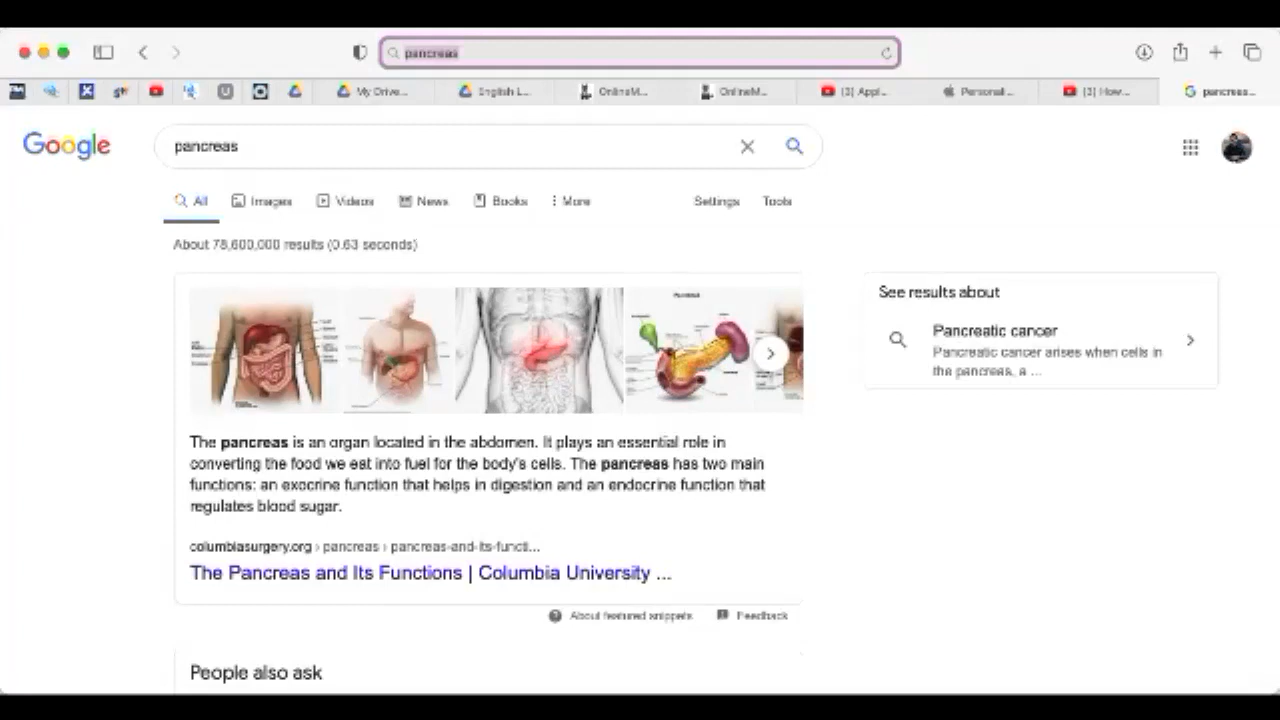 pancreas
My Drive...
English L...
OnlineM...
OnlineM...
(3) Appl...
Personal...
(3) How...
pancreas...
Google
pancreas
All
Images
Videos
News
Books
More
Settings
Tools
About 78,600,000 results (0.63 seconds)
The pancreas is an organ located in the abdomen. It plays an essential role in
converting the food we eat into fuel for the body's cells. The pancreas has two main
functions: an exocrine function that helps in digestion and an endocrine function that
regulates blood sugar.
columbiasurgery.org › pancreas › pancreas-and-its-functi...
The Pancreas and Its Functions | Columbia University ...
About featured snippets
Feedback
People also ask
See results about
Pancreatic cancer
Pancreatic cancer arises when cells in
the pancreas, a ...